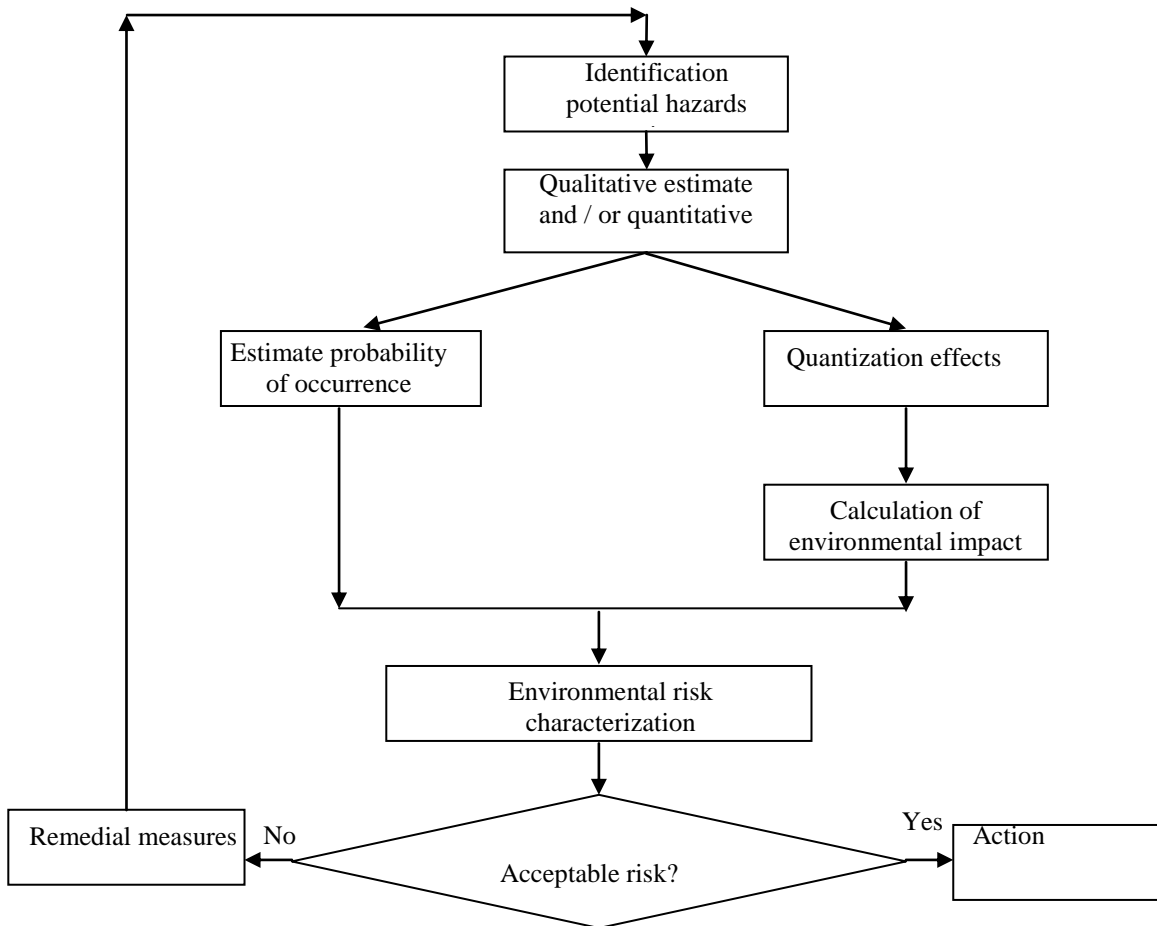 Identification
potential hazards
Qualitative estimate
and / or quantitative
Estimate probability
of occurrence
Quantization effects
Calculation of
environmental impact
Environmental risk
characterization
Remedial measures
No
Acceptable risk?
Yes
Action